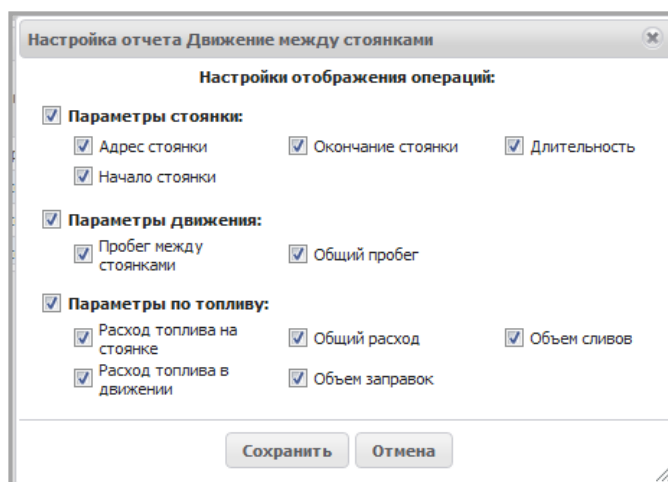 Настройка отчета Движение между стоянками
Настройки отображения операций:
Параметры стоянки:
Адрес стоянки
Окончание стоянки
Длительность
Начало стоянки
Параметры движения:
Пробег между
стоянками
Общий пробег
Параметры по топливу:
Расход топлива на
стоянке
Общий расход
Объем сливов
Расход топлива в
движении
Объем заправок
Сохранить
Отмена